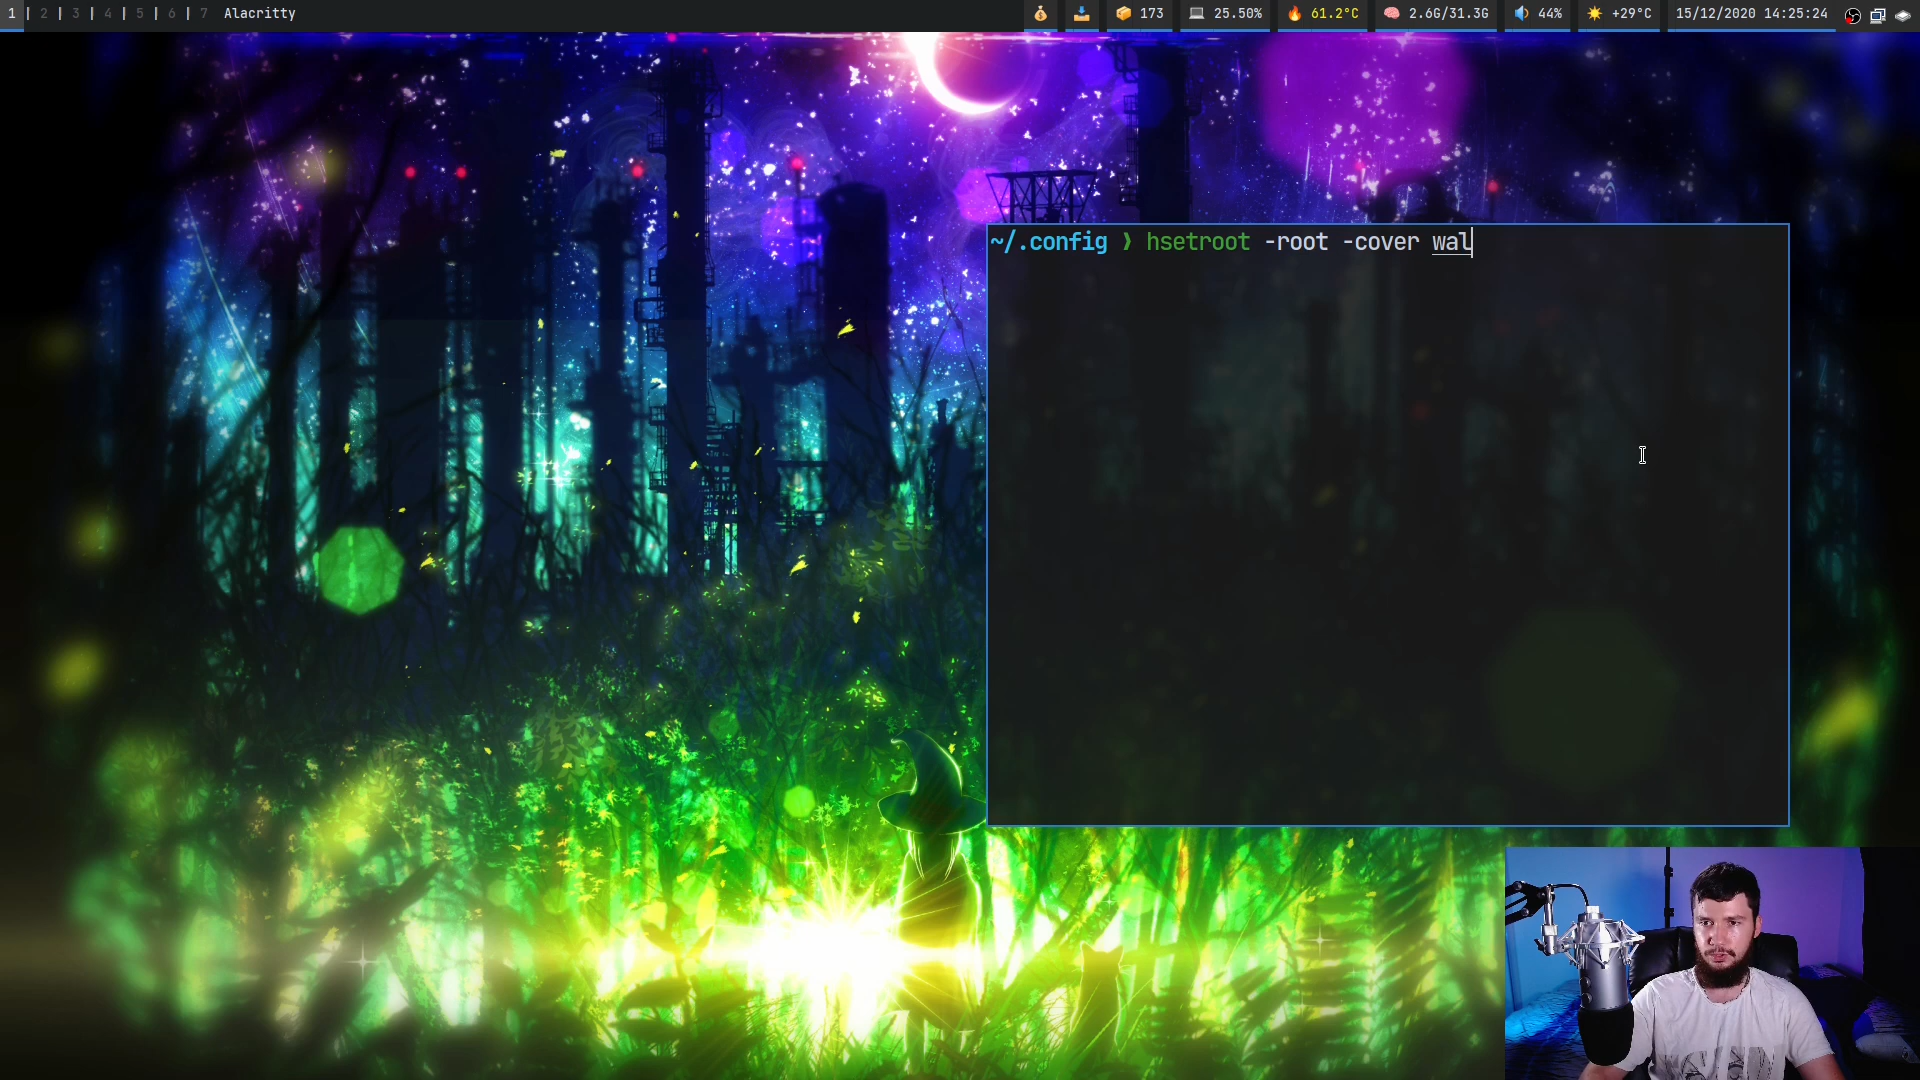 1 | 2 | 3 | 4 | 5 | 6 | 7 Alacritty 173 25.50% 61.2°C 2.6G/31.3G 44% +29°C 15/12/2020 14:25:24
~/.config ❯ hsetroot -root -cover wal